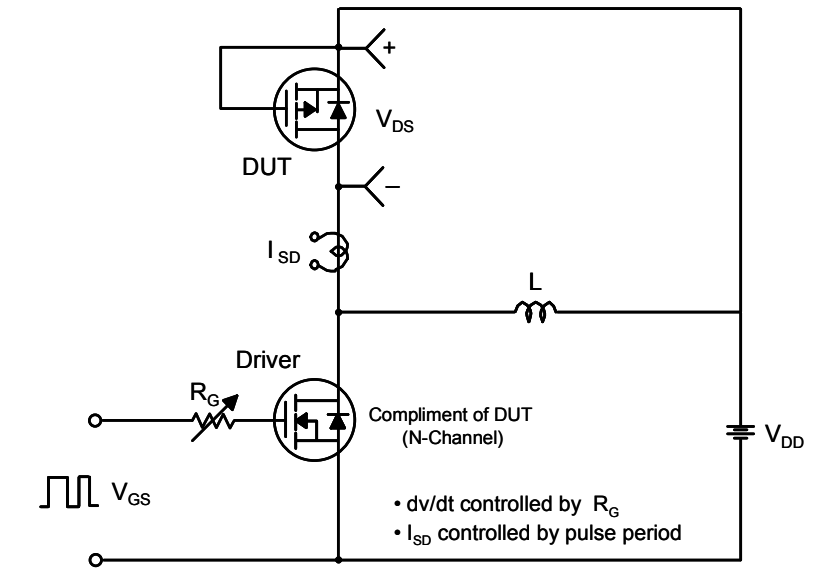 +
V_DS
DUT
–
I_SD
L
Driver
R_G
Compliment of DUT
(N-Channel)
V_DD
V_GS
• dv/dt controlled by R_G
• I_SD controlled by pulse period